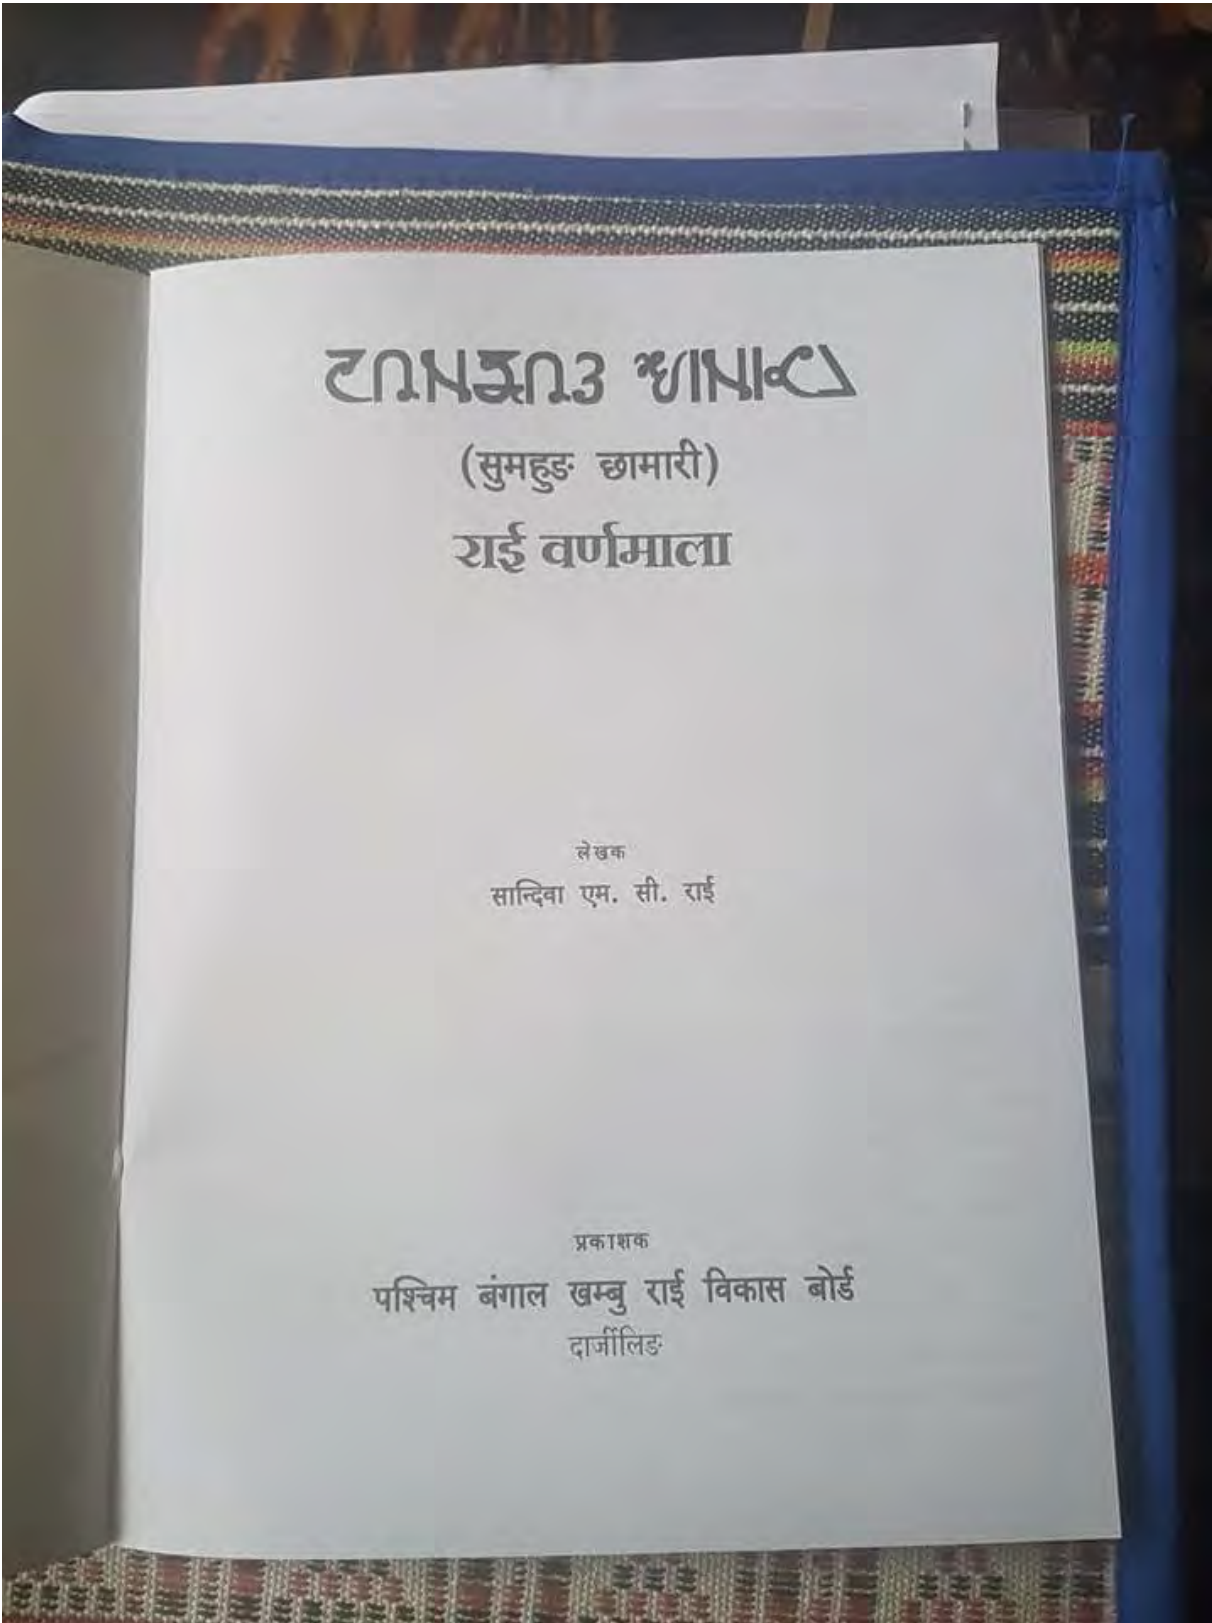 (सुमहुङ छामारी)
राई वर्णमाला
लेखक
सान्दिवा एम. सी. राई
प्रकाशक
पश्चिम बंगाल खम्बु राई विकास बोर्ड
दार्जीलिङ